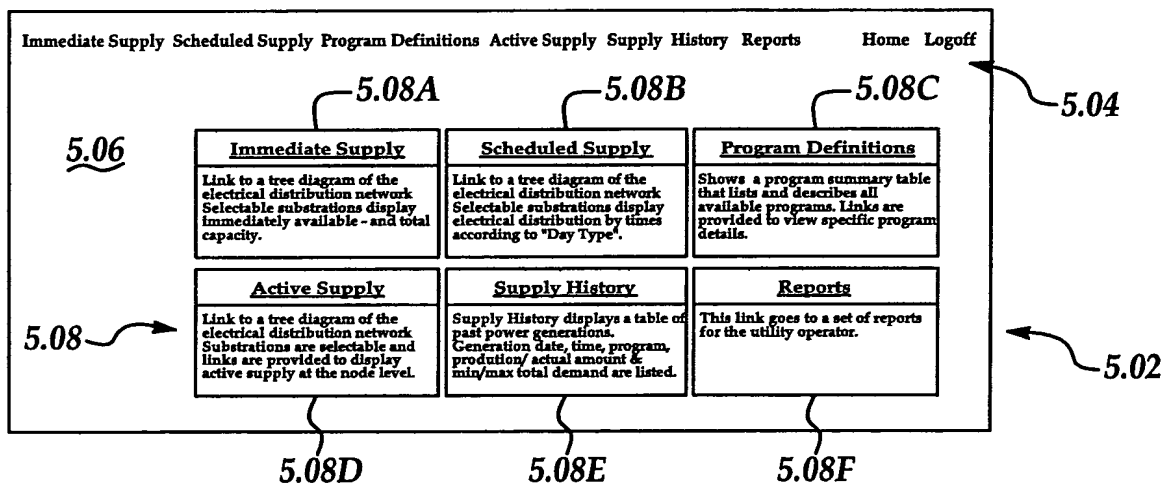 Immediate Supply Scheduled Supply Program Definitions Active Supply Supply History Reports Home Logoff
5.08A 5.08B 5.08C
5.04
5.06
Immediate Supply
Link to a tree diagram of the
electrical distribution network
Selectable substrations display
immediately available - and total
capacity.
Scheduled Supply
Link to a tree diagram of the
electrical distribution network
Selectable substrations display
electrical distribution by times
according to "Day Type".
Program Definitions
Shows a program summary table
that lists and describes all
available programs. Links are
provided to view specific program
details.
Active Supply
Link to a tree diagram of the
electrical distribution network
Substrations are selectable and
links are provided to display
active supply at the node level.
Supply History
Supply History displays a table of
past power generations.
Generation date, time, program,
prodution/ actual amount &
min/max total demand are listed.
Reports
This link goes to a set of reports
for the utility operator.
5.08
5.02
5.08D 5.08E 5.08F